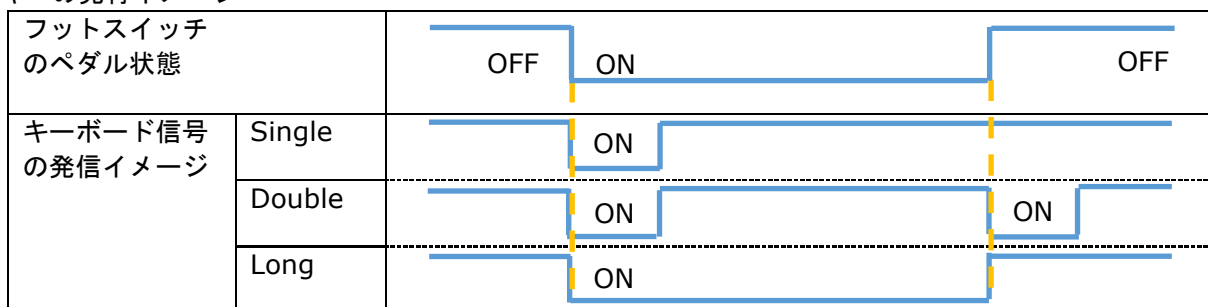 フットスイッチ
のペダル状態
OFF ON OFF
キーボード信号
の発信イメージ
Single ON
Double ON ON
Long ON